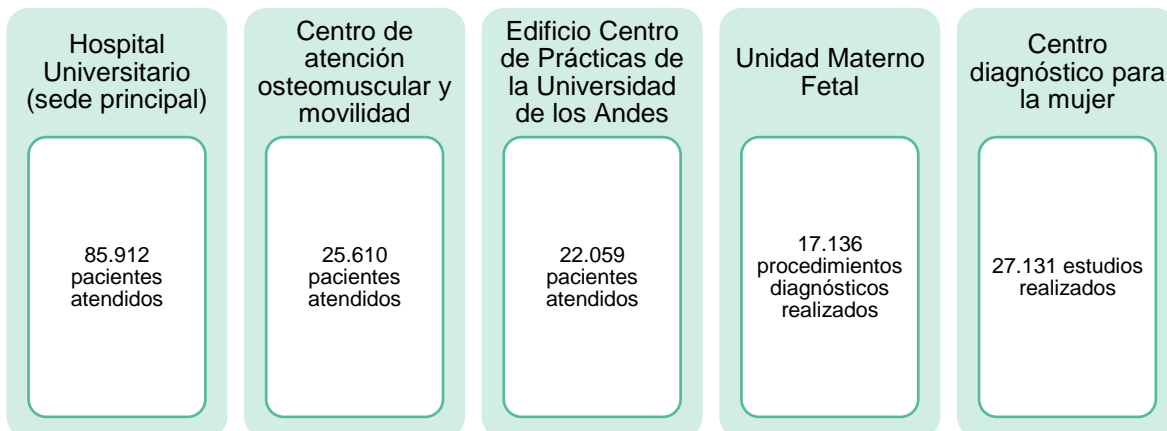 Hospital
Universitario
(sede principal)
85.912
pacientes
atendidos
Centro de
atención
osteomuscular y
movilidad
25.610
pacientes
atendidos
Edificio Centro
de Prácticas de
la Universidad
de los Andes
22.059
pacientes
atendidos
Unidad Materno
Fetal
17.136
procedimientos
diagnósticos
realizados
Centro
diagnóstico para
la mujer
27.131 estudios
realizados